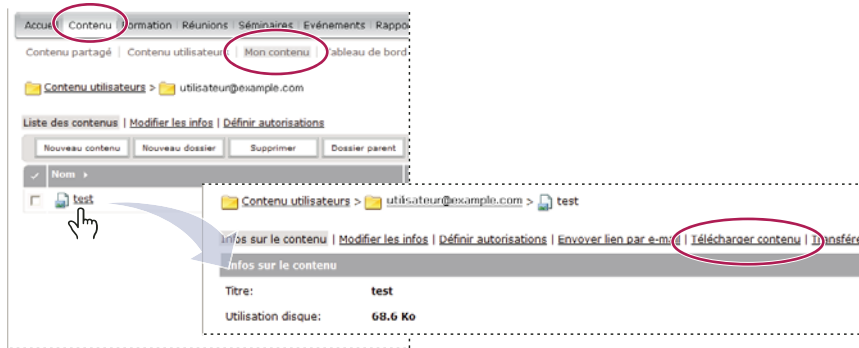 Accueil Contenu Formation Réunions Séminaires Evénements Rappo
Contenu partagé | Contenu utilisateurs | Mon contenu | Tableau de bord
Contenu utilisateurs > utilisateur@example.com
Liste des contenus | Modifier les infos | Définir autorisations
Nouveau contenu Nouveau dossier Supprimer Dossier parent
Nom
test
Contenu utilisateurs > utilisateur@example.com > test
Infos sur le contenu | Modifier les infos | Définir autorisations | Envoyer lien par e-mail | Télécharger contenu | Transfére
Infos sur le contenu
Titre: test
Utilisation disque: 68.6 Ko